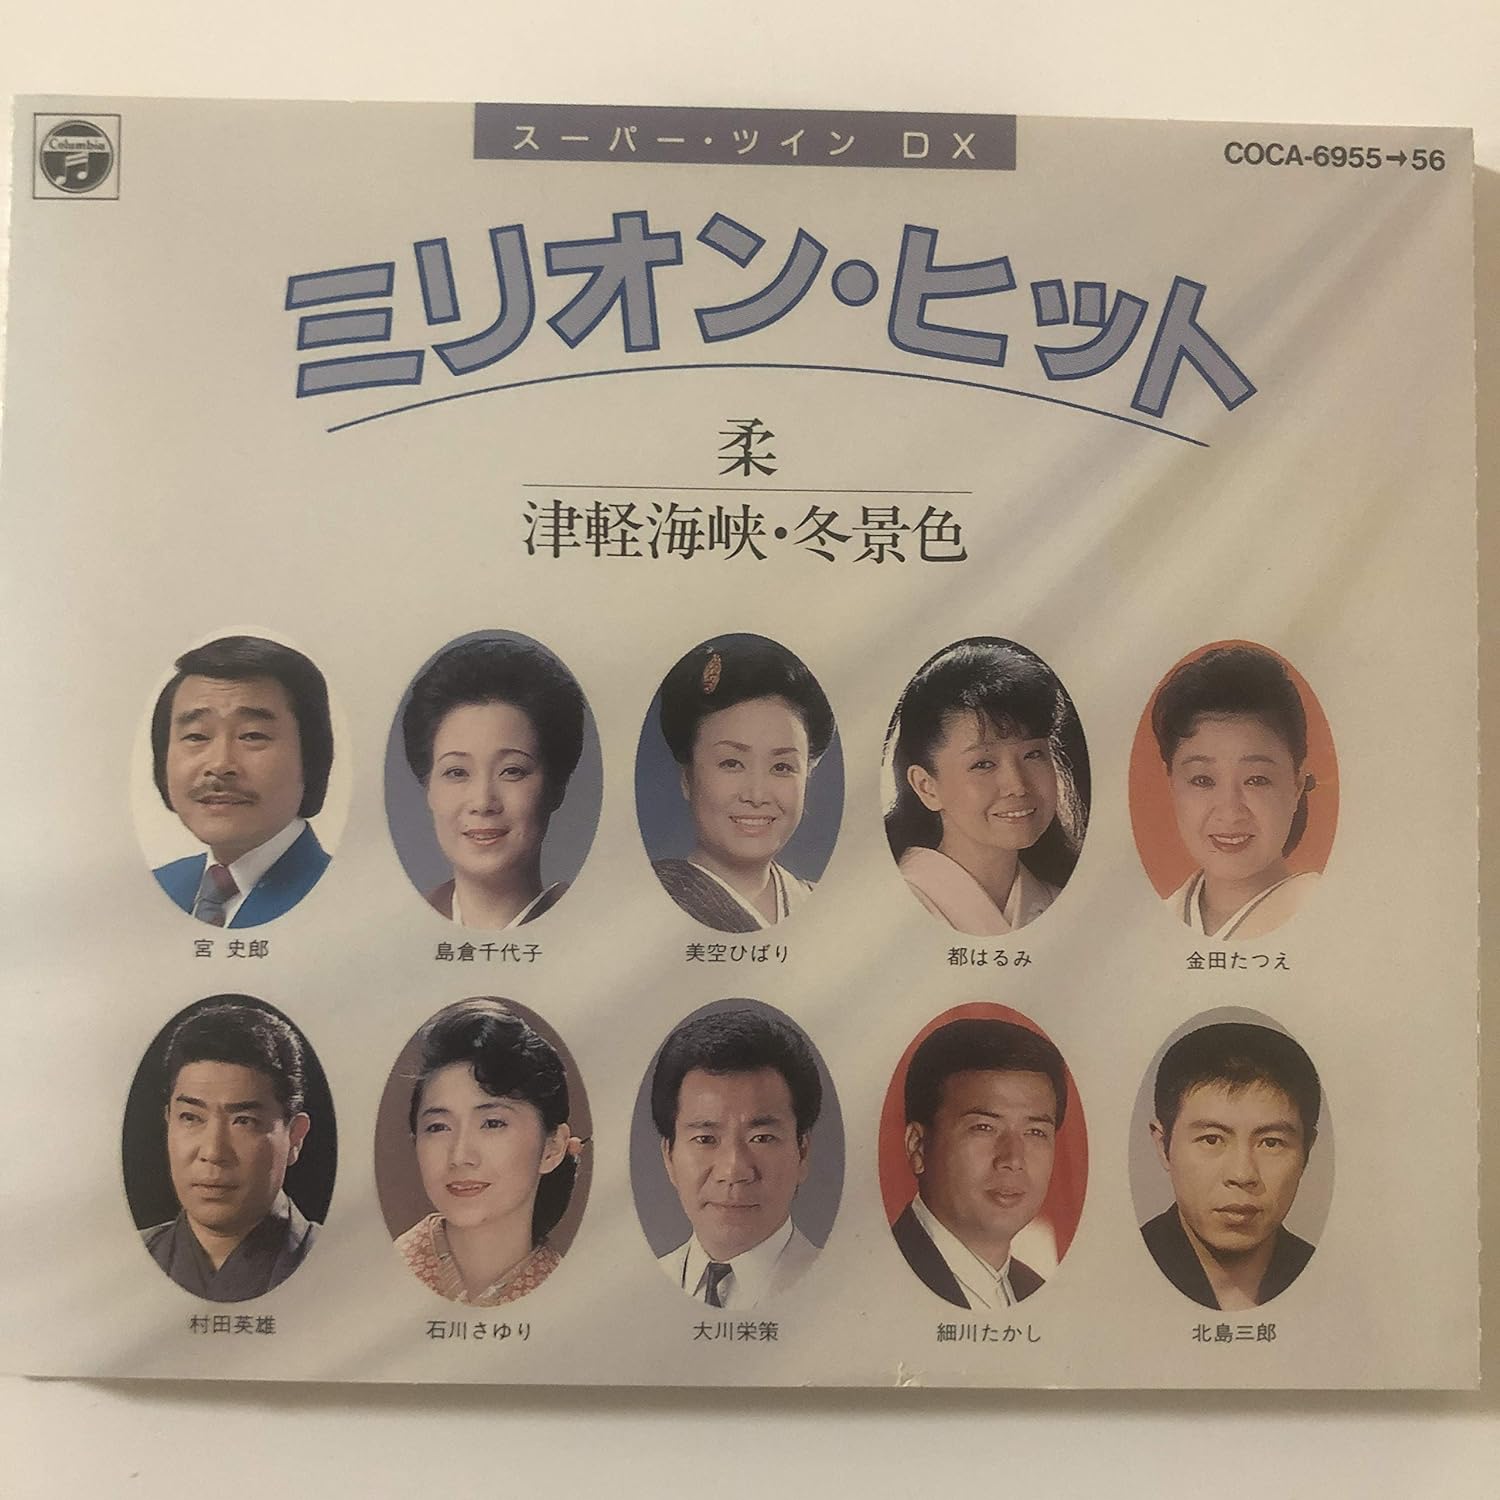 Columbia
スーパー・ツイン DX
COCA-6955→56
ミリオン・ヒット
柔
津軽海峡・冬景色
宮 史郎
島倉千代子
美空ひばり
都はるみ
金田たつえ
村田英雄
石川さゆり
大川栄策
細川たかし
北島三郎